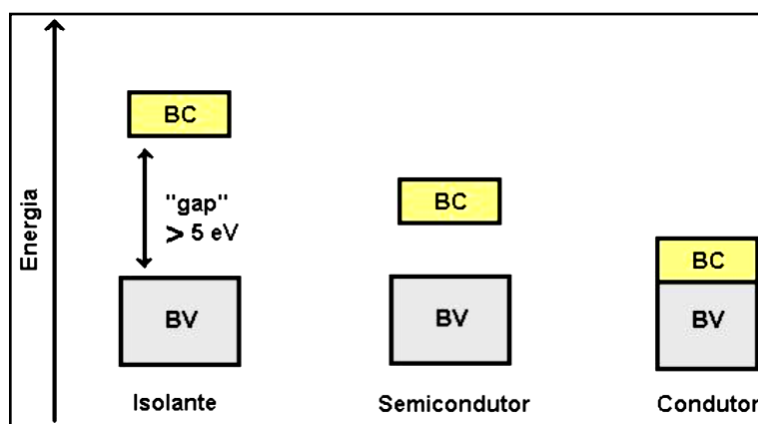 Energia
BC
"gap"
> 5 eV
BV
Isolante
BC
BV
Semicondutor
BC
BV
Condutor